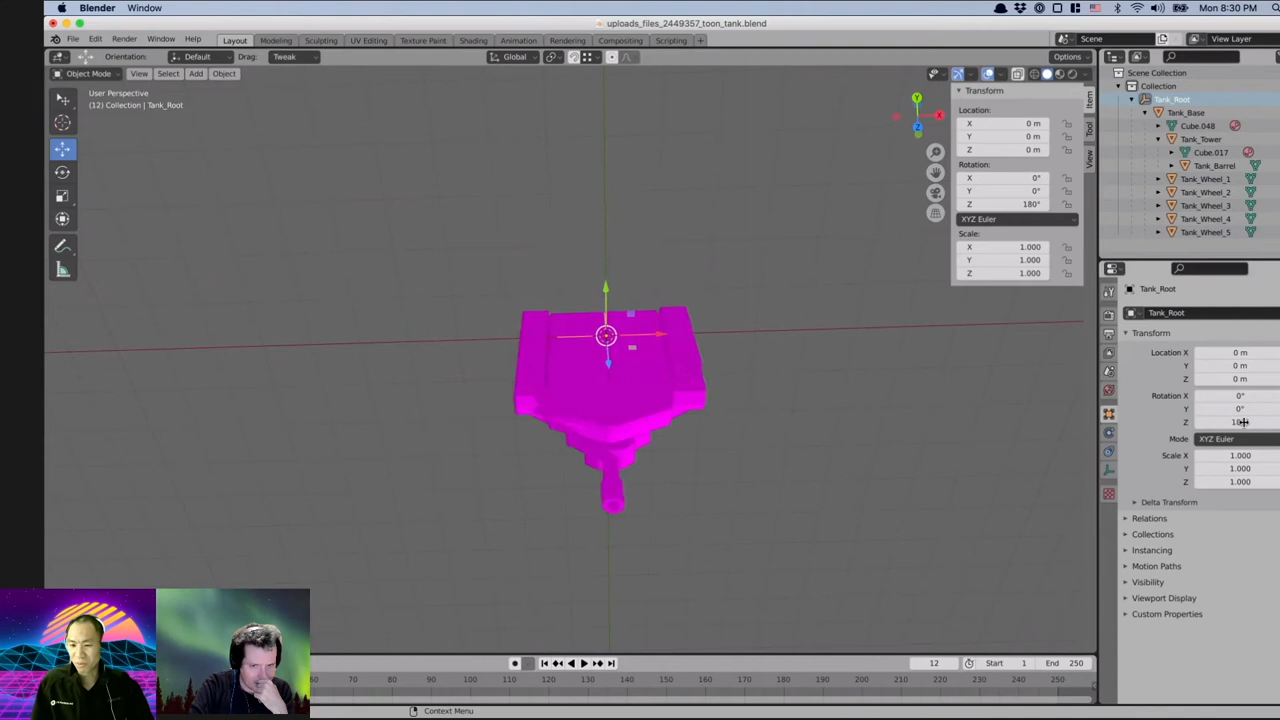 Blender Window Mon 8:30 PM
uploads_files_2449357_toon_tank.blend
File Edit Render Window Help Layout Modeling Sculpting UV Editing Texture Paint Shading Animation Rendering Compositing Scripting + Scene View Layer
Orientation: Default Drag: Tweak Global Options
Object Mode View Select Add Object
User Perspective
(12) Collection | Tank_Root
Y
X
Z
Transform
Location:
X 0 m
Y 0 m
Z 0 m
Rotation:
X 0°
Y 0°
Z 180°
XYZ Euler
Scale:
X 1.000
Y 1.000
Z 1.000
Item
Tool
View
Scene Collection
Collection
Tank_Root
Tank_Base
Cube.048
Tank_Tower
Cube.017
Tank_Barrel
Tank_Wheel_1
Tank_Wheel_2
Tank_Wheel_3
Tank_Wheel_4
Tank_Wheel_5
Tank_Root
Tank_Root
Transform
Location X 0 m
Y 0 m
Z 0 m
Rotation X 0°
Y 0°
Z
Mode XYZ Euler
Scale X 1.000
Y 1.000
Z 1.000
Delta Transform
Relations
Collections
Instancing
Motion Paths
Visibility
Viewport Display
Custom Properties
12 Start 1 End 250
60 70 80 90 100 110 120 130 140 150 160 170 180 190 200 210 220 230 240 250
Context Menu